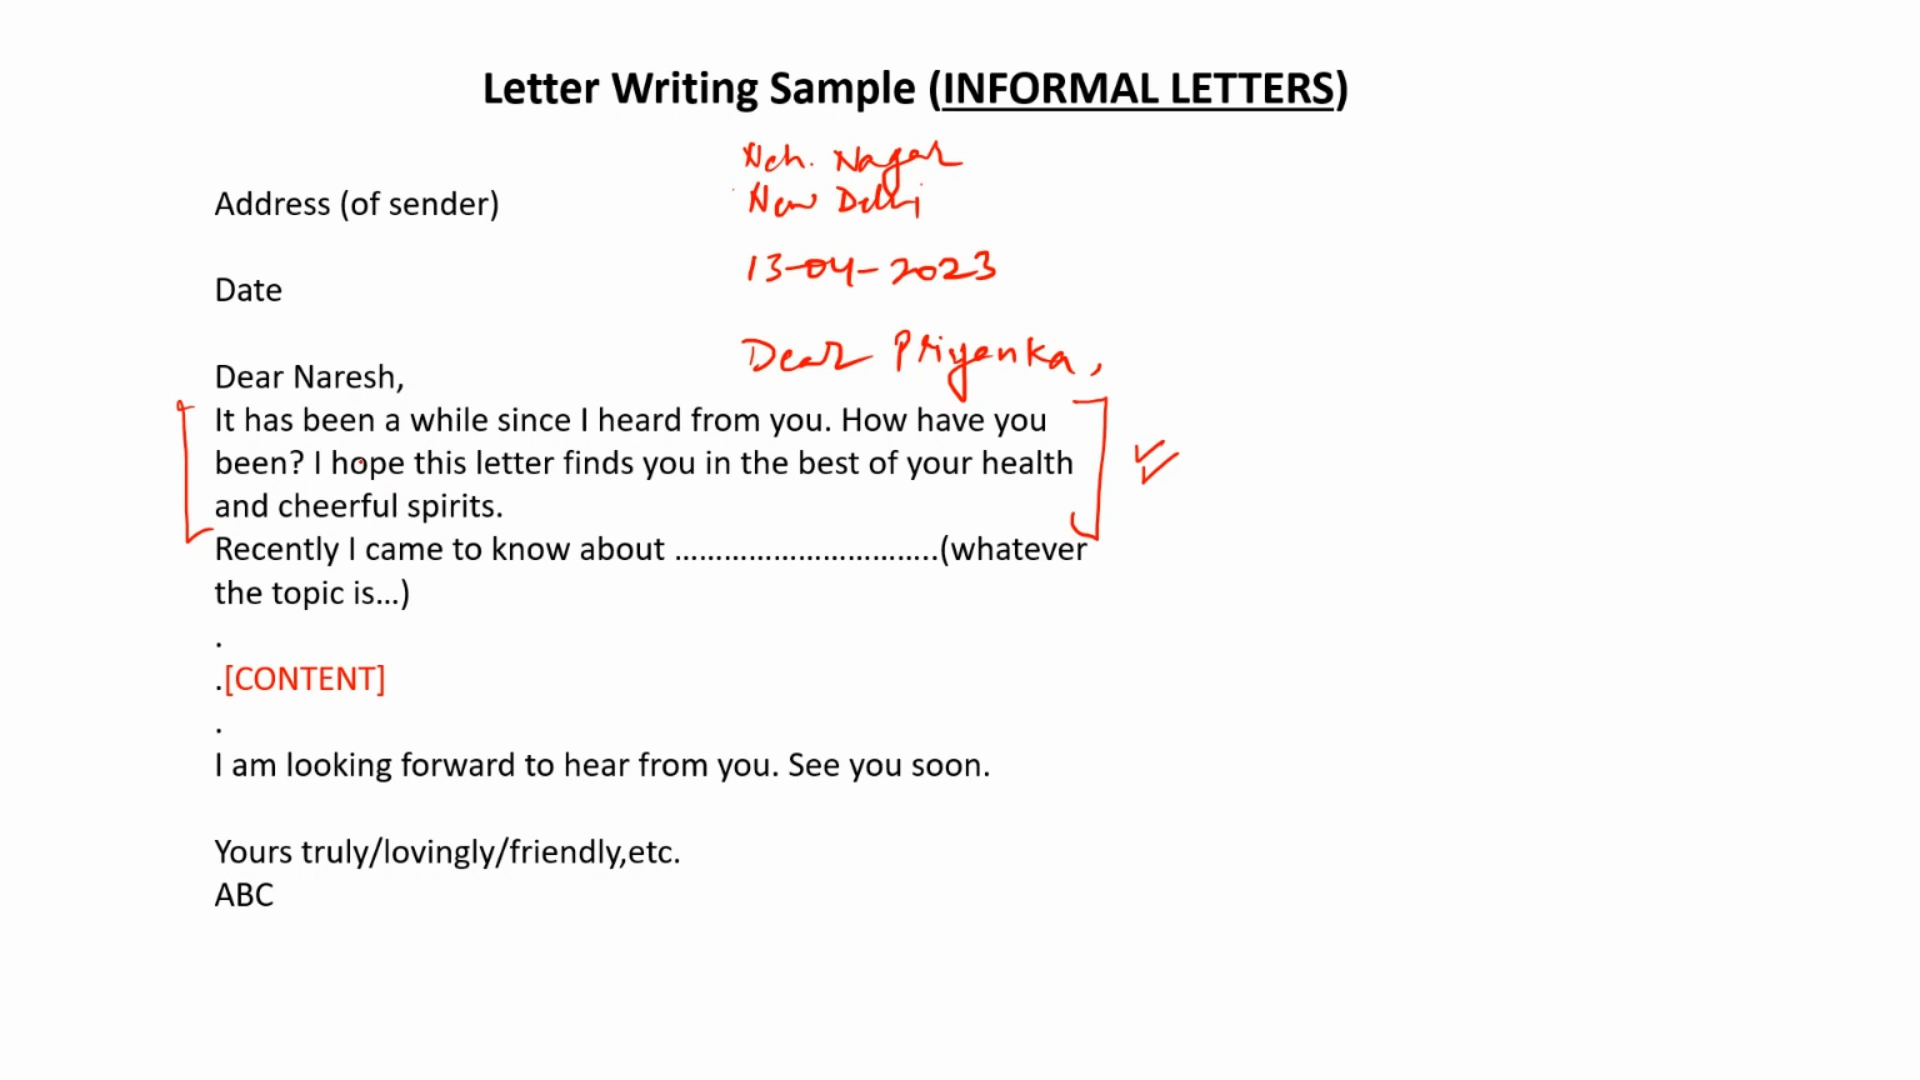 Letter Writing Sample (INFORMAL LETTERS)
Nch. Nagar
Address (of sender)
New Delhi
13-04-2023
Date
Dear Priyanka,
Dear Naresh,
It has been a while since I heard from you. How have you
been? I hope this letter finds you in the best of your health
and cheerful spirits.
Recently I came to know about …………………………..(whatever
the topic is…)
.
.[CONTENT]
.
I am looking forward to hear from you. See you soon.
Yours truly/lovingly/friendly,etc.
ABC